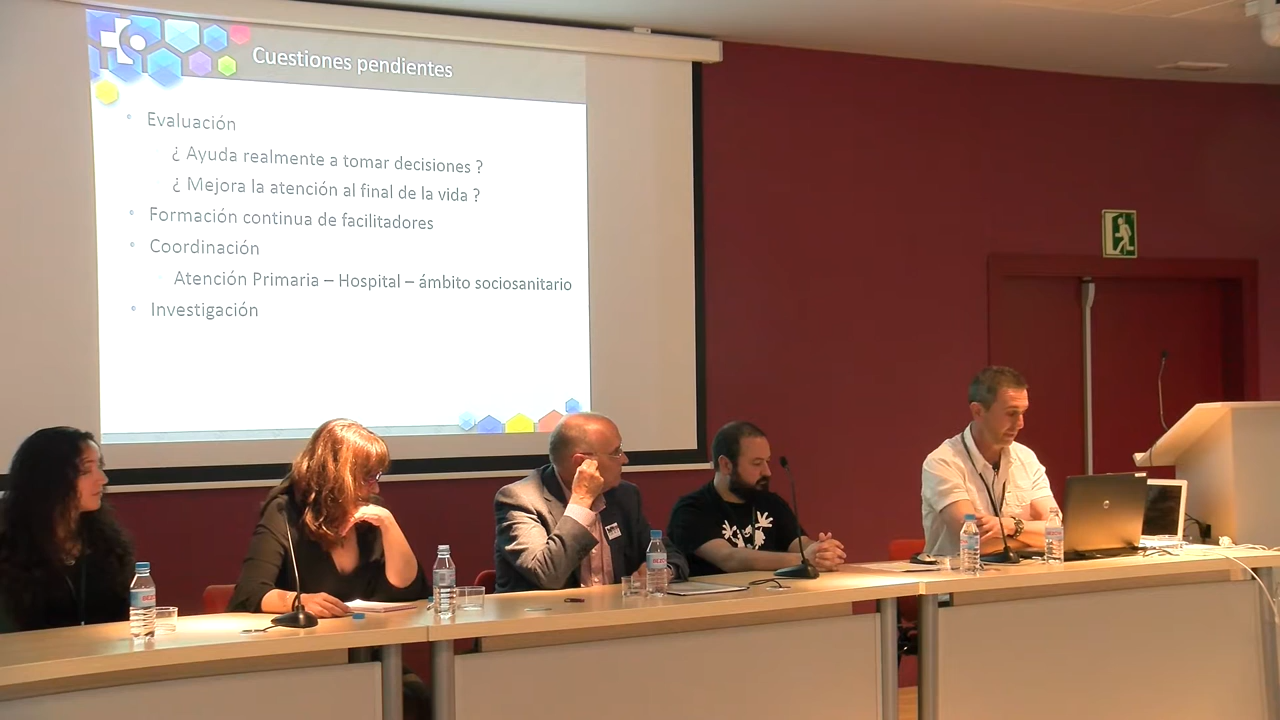 Cuestiones pendientes
Evaluación
¿ Ayuda realmente a tomar decisiones ?
¿ Mejora la atención al final de la vida ?
Formación continua de facilitadores
Coordinación
Atención Primaria – Hospital – ámbito sociosanitario
Investigación